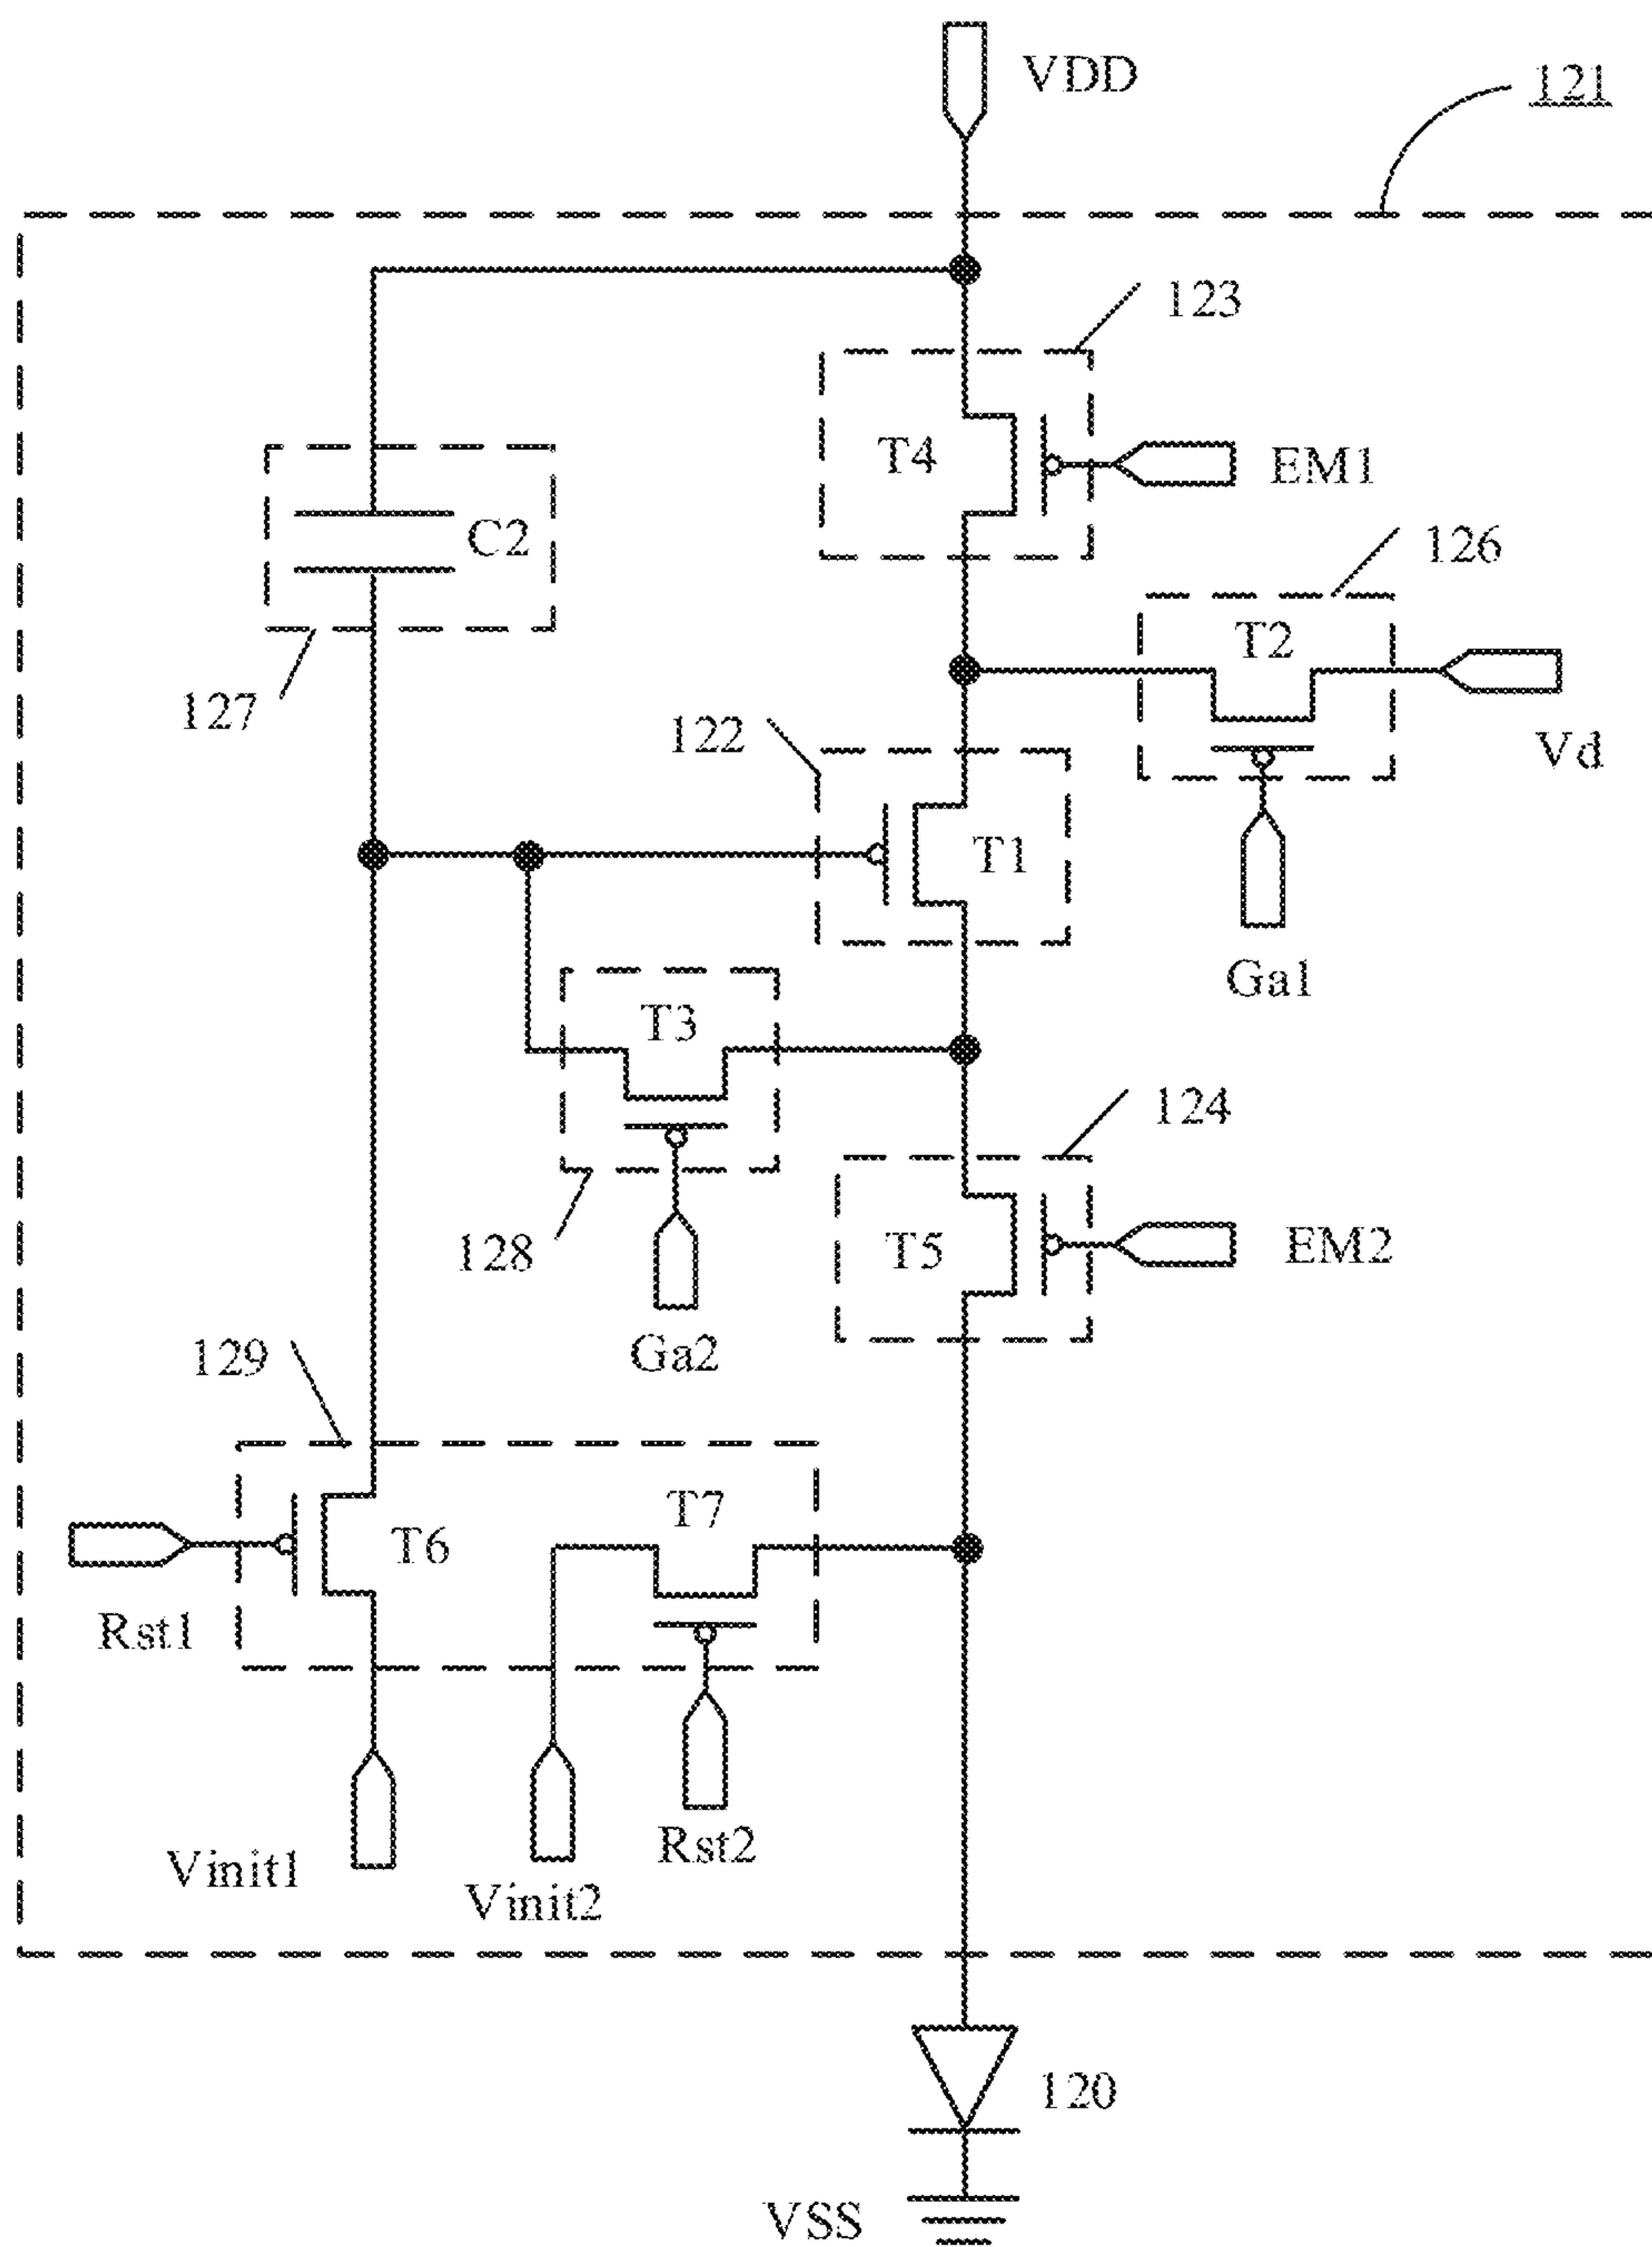 VDD
121
123
T4
EM1
C2
126
T2
127
122
Vd
T1
Ga1
T3
124
128
T5
EM2
Ga2
129
T7
T6
Rst1
Rst2
Vinit1
Vinit2
120
VSS